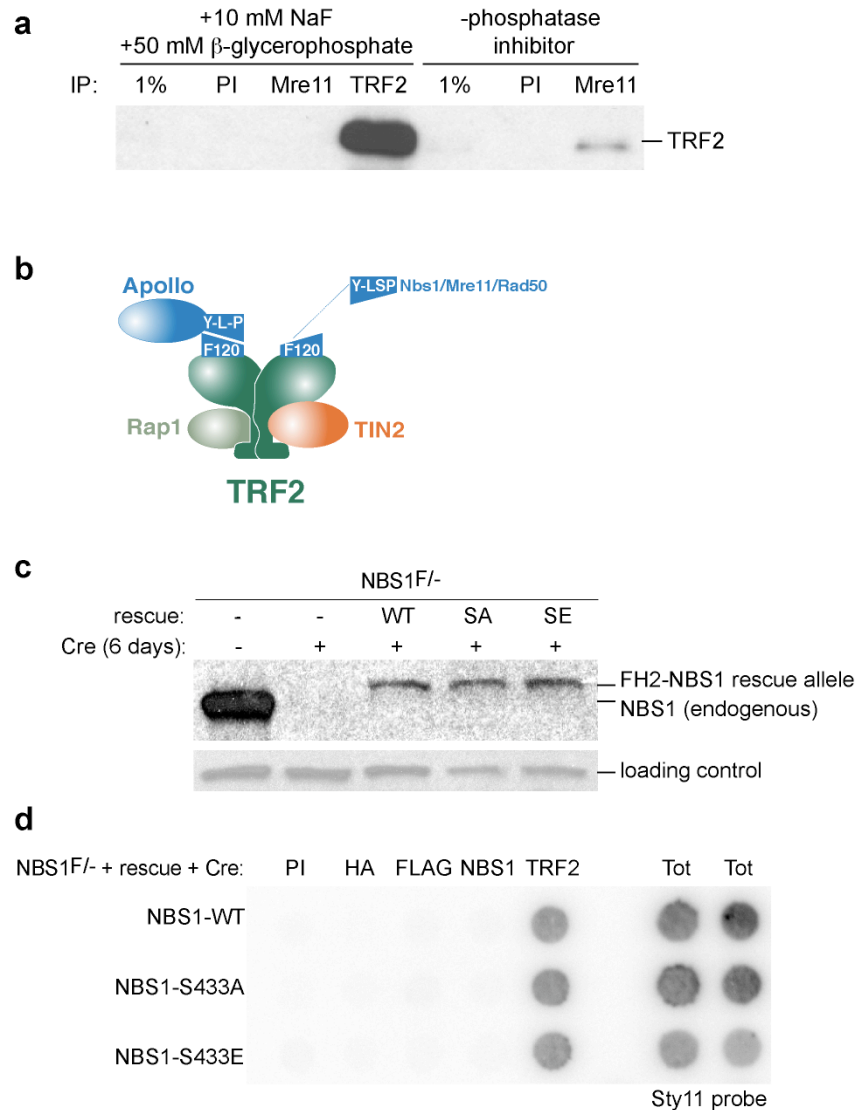 a
+10 mM NaF
+50 mM β-glycerophosphate
-phosphatase
inhibitor
IP: 1% PI Mre11 TRF2 1% PI Mre11
TRF2
b
Apollo
Y-L-P
F120
Y-LSP Nbs1/Mre11/Rad50
F120
Rap1
TIN2
TRF2
c
NBS1F/-
rescue: - - WT SA SE
Cre (6 days): - + + + +
FH2-NBS1 rescue allele
NBS1 (endogenous)
loading control
d
NBS1F/- + rescue + Cre: PI HA FLAG NBS1 TRF2 Tot Tot
NBS1-WT
NBS1-S433A
NBS1-S433E
Sty11 probe